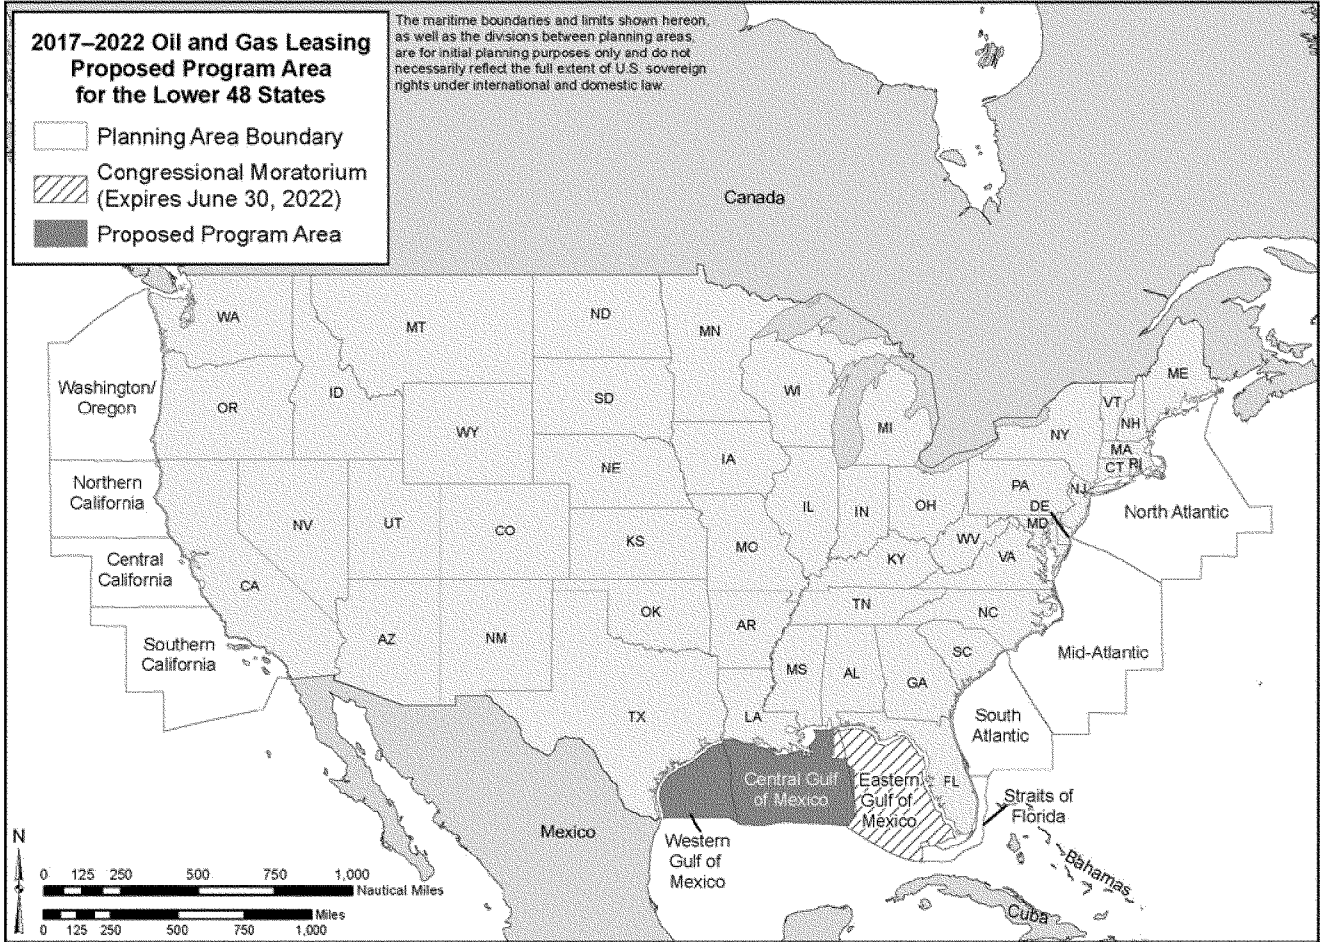 2017–2022 Oil and Gas Leasing
Proposed Program Area
for the Lower 48 States
Planning Area Boundary
Congressional Moratorium
(Expires June 30, 2022)
Proposed Program Area
The maritime boundaries and limits shown hereon,
as well as the divisions between planning areas,
are for initial planning purposes only and do not
necessarily reflect the full extent of U.S. sovereign
rights under international and domestic law.
Canada
WA
MT
ND
MN
ME
Washington/
Oregon
OR
ID
SD
WI
MI
VT
NH
NY
WY
MA
CT
RI
IA
NE
Northern
California
PA
NJ
NV
UT
CO
IL
IN
OH
DE
MD
North Atlantic
KS
MO
WV
VA
KY
Central
California
CA
OK
AR
TN
NC
AZ
NM
Southern
California
MS
AL
GA
SC
Mid-Atlantic
TX
LA
South
Atlantic
FL
Central Gulf
of Mexico
Eastern
Gulf of
Mexico
Straits of
Florida
Western
Gulf of
Mexico
Mexico
Bahamas
Cuba
N
0 125 250 500 750 1,000
Nautical Miles
Miles
0 125 250 500 750 1,000